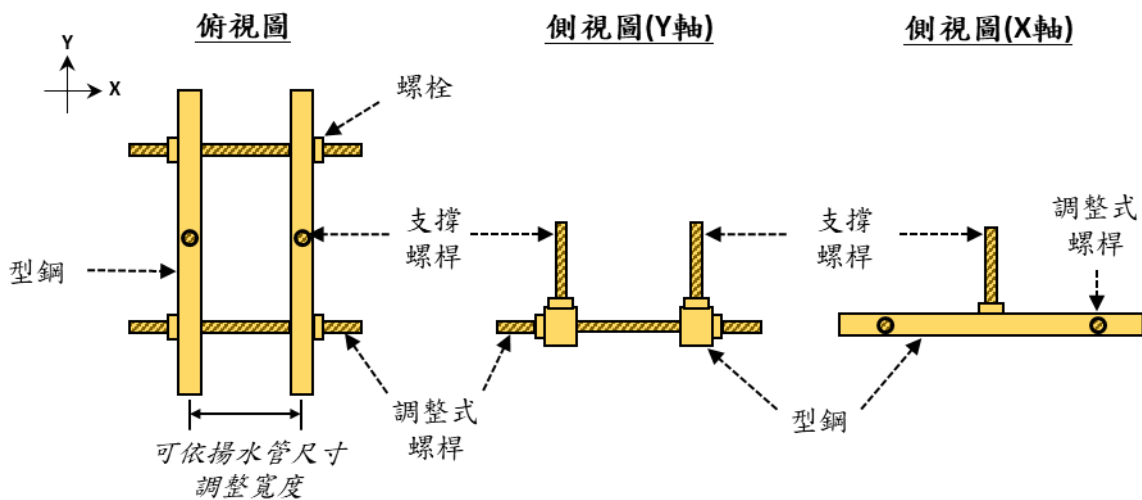 俯視圖
側視圖(Y軸)
側視圖(X軸)
Y
X
螺栓
支撐
螺桿
支撐
螺桿
調整式
螺桿
型鋼
調整式
螺桿
型鋼
可依揚水管尺寸
調整寬度